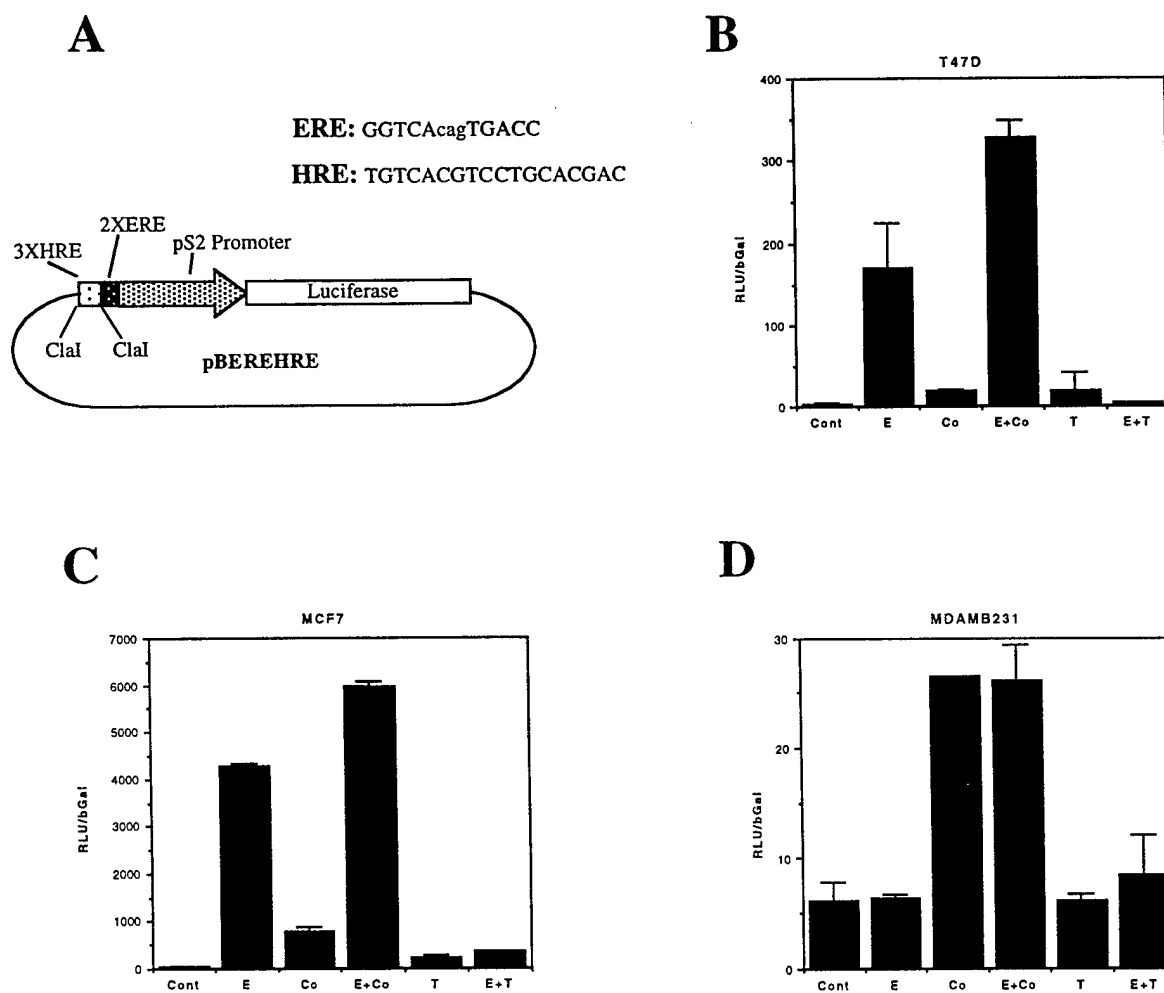 A
ERE: GGTCAcagTGACC
HRE: TGTCACGTCCTGCACGAC
3XHRE
2XERE
pS2 Promoter
Luciferase
ClaI
ClaI
pBEREHRE
B
T47D
RLU/bGal
400
300
200
100
0
Cont E Co E+Co T E+T
C
MCF7
RLU/bGal
7000
6000
5000
4000
3000
2000
1000
0
Cont E Co E+Co T E+T
D
MDAMB231
RLU/bGal
30
20
10
0
Cont E Co E+Co T E+T